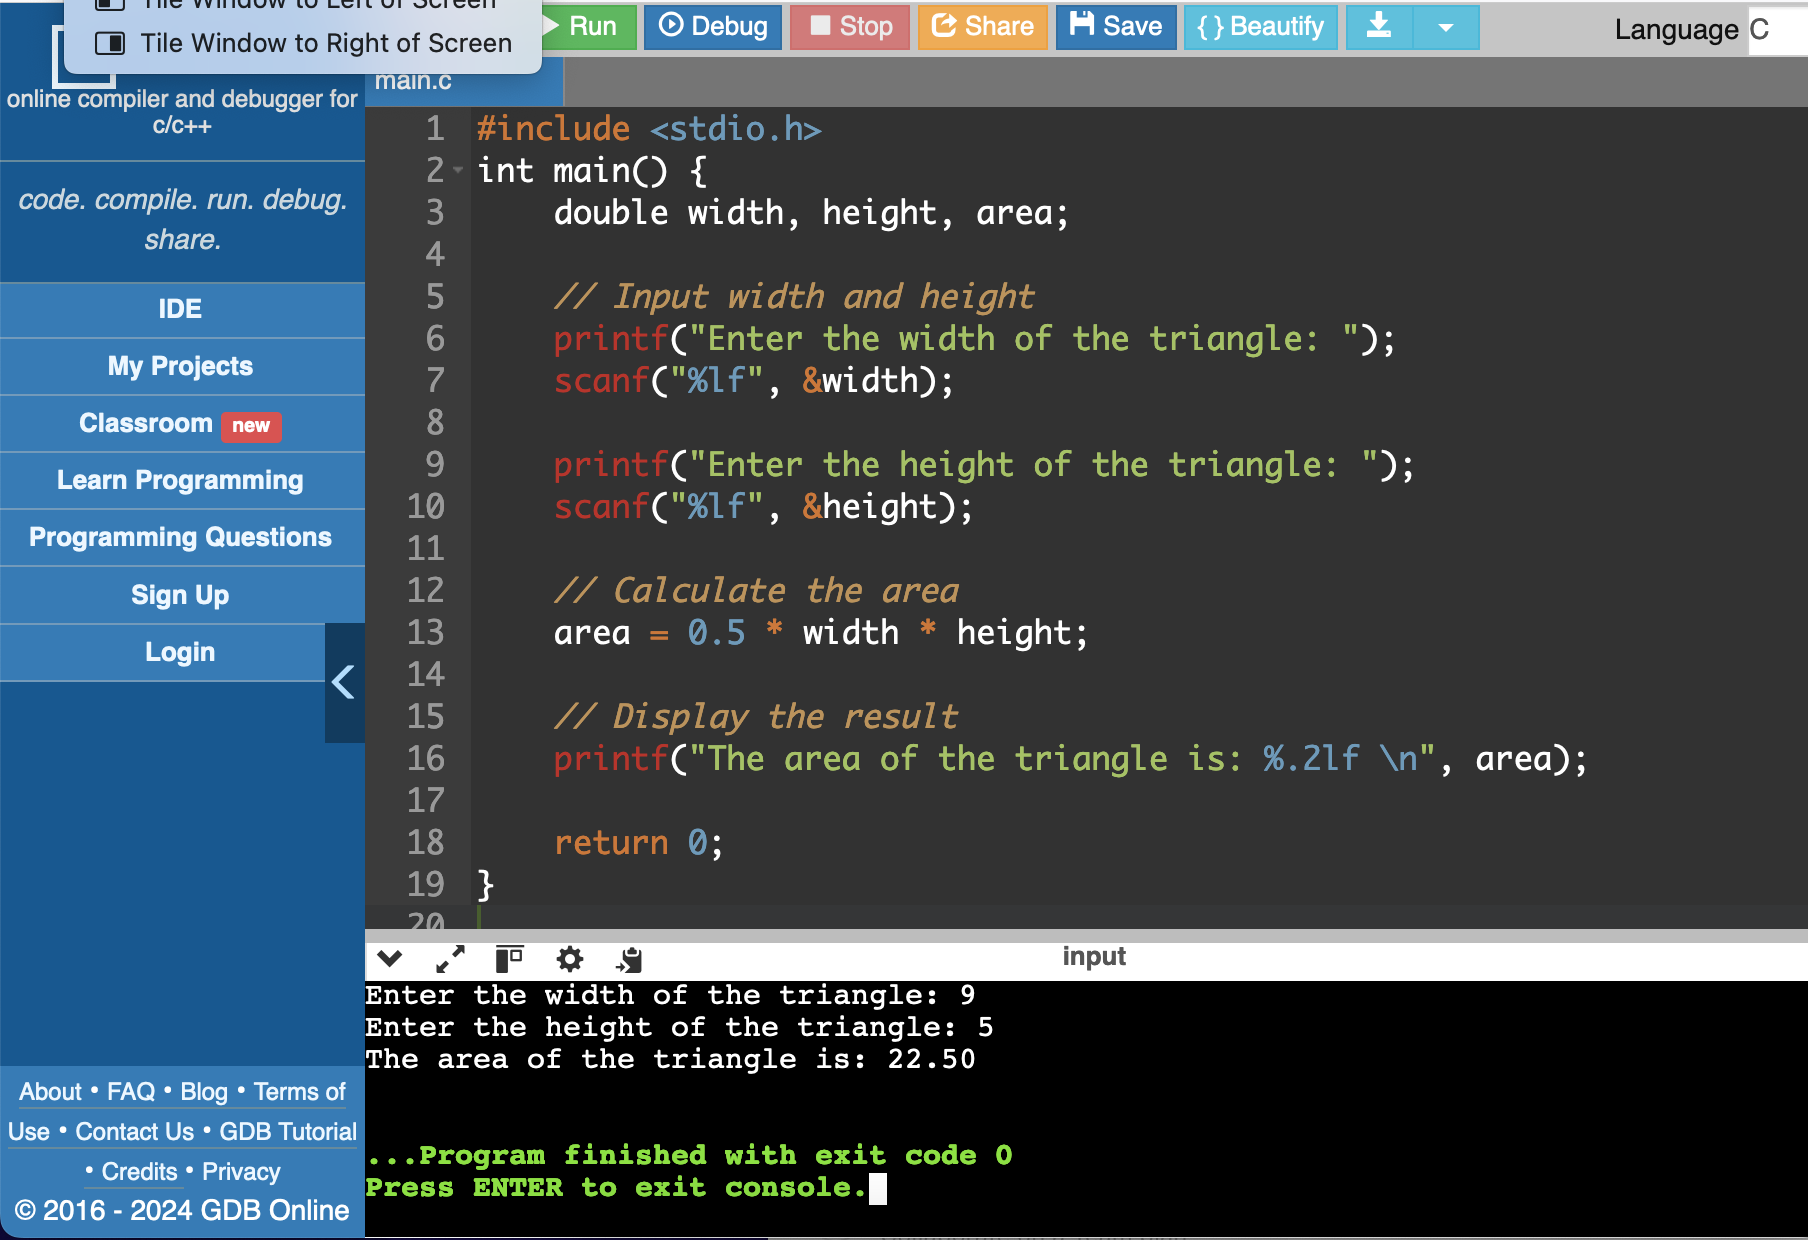 Tile Window to Left of Screen
Tile Window to Right of Screen
Run
Debug
Stop
Share
Save
{ } Beautify
Language C
main.c
online compiler and debugger for
c/c++
code. compile. run. debug.
share.
IDE
My Projects
Classroom new
Learn Programming
Programming Questions
Sign Up
Login
About • FAQ • Blog • Terms of
Use • Contact Us • GDB Tutorial
• Credits • Privacy
© 2016 - 2024 GDB Online
1 #include <stdio.h>
2 int main() {
3     double width, height, area;
4
5     // Input width and height
6     printf("Enter the width of the triangle: ");
7     scanf("%lf", &width);
8
9     printf("Enter the height of the triangle: ");
10     scanf("%lf", &height);
11
12     // Calculate the area
13     area = 0.5 * width * height;
14
15     // Display the result
16     printf("The area of the triangle is: %.2lf \n", area);
17
18     return 0;
19 }
20
input
Enter the width of the triangle: 9
Enter the height of the triangle: 5
The area of the triangle is: 22.50
...Program finished with exit code 0
Press ENTER to exit console.